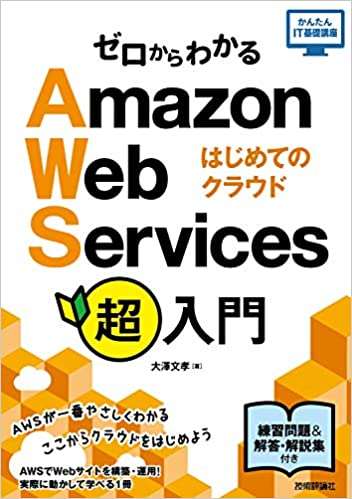 かんたん
IT基礎講座
ゼロからわかる
Amazon
Web
Services
はじめての
クラウド
超入門
大澤文孝[著]
AWSが一番やさしくわかる
ここからクラウドをはじめよう
AWSでWebサイトを構築・運用!
実際に動かして学べる1冊
練習問題&
解答・解説集
付き
技術評論社